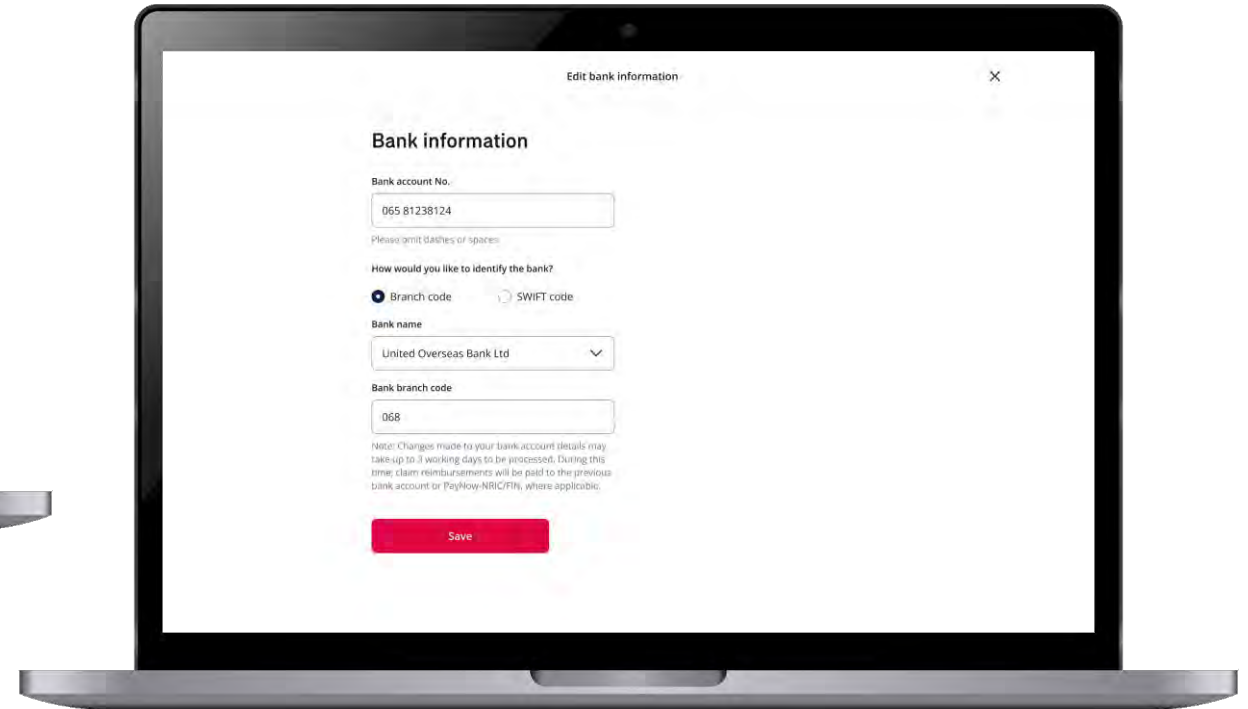 Edit bank information
Bank information
Bank account No.
065 81238124
Please omit dashes or spaces
How would you like to identify the bank?
Branch code SWIFT code
Bank name
United Overseas Bank Ltd
Bank branch code
068
Note: Changes made to your bank account details may
take up to 3 working days to be processed. During this
time, claim reimbursements will be paid to the previous
bank account or PayNow-NRIC/FIN, where applicable.
Save